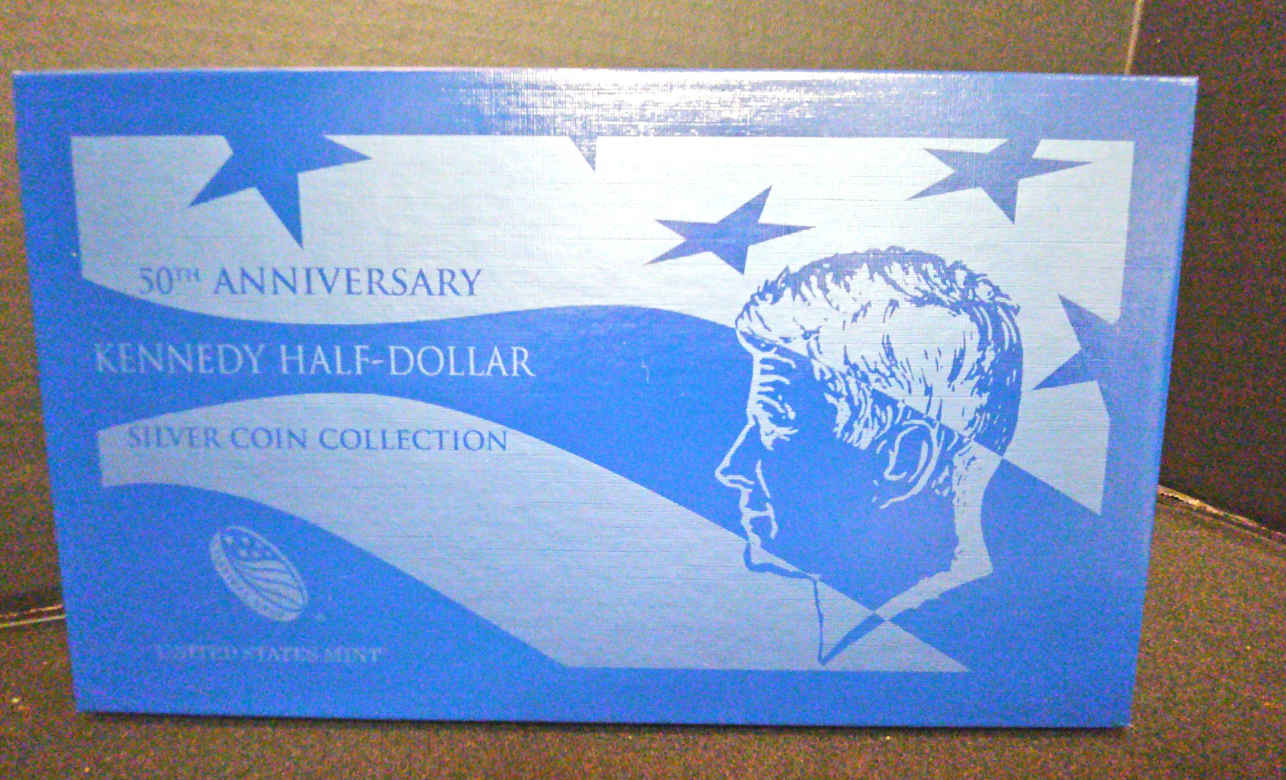 50TH ANNIVERSARY
KENNEDY HALF-DOLLAR
SILVER COIN COLLECTION
UNITED STATES MINT